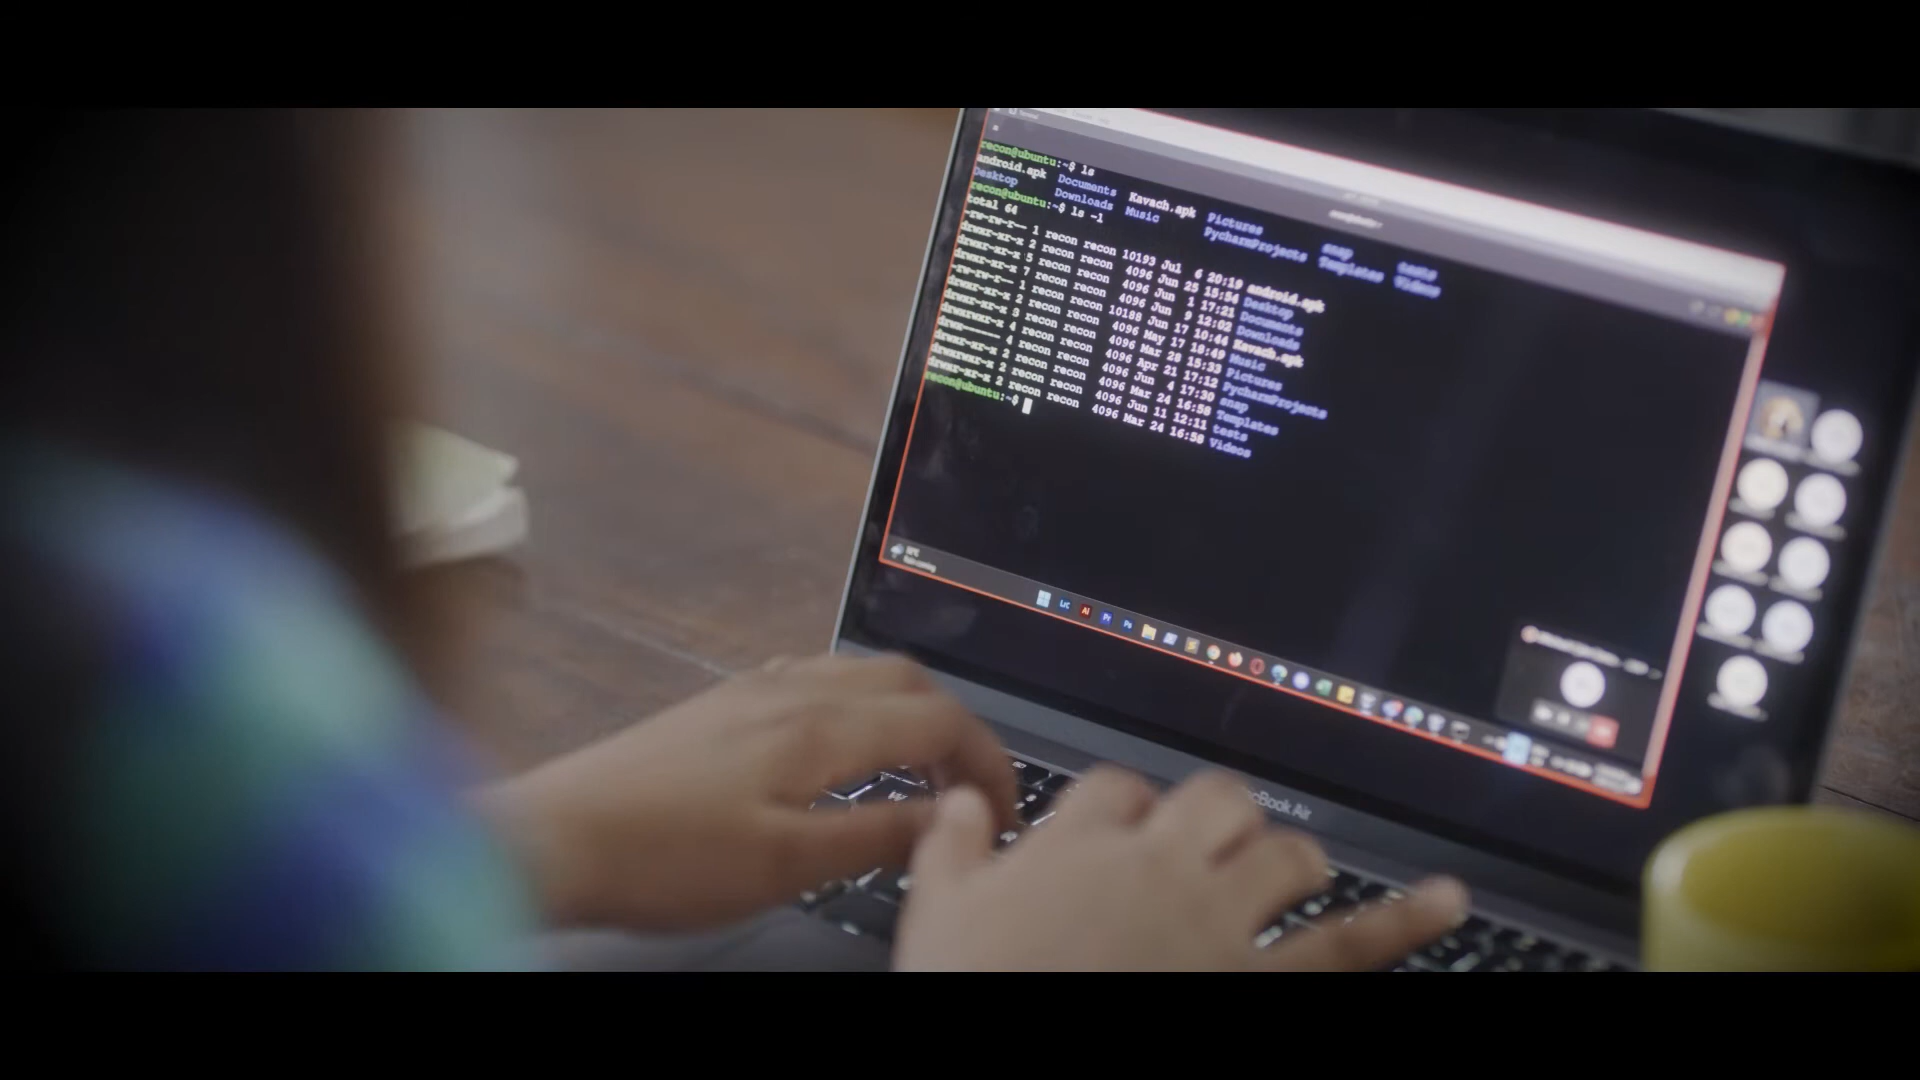 recon@ubuntu:~$ ls
android.apk Documents Kavach.apk Pictures snap tests
Desktop Downloads Music PycharmProjects Templates Videos
recon@ubuntu:~$ ls -l
total 64
-rw-rw-r-- 1 recon recon 10193 Jul 6 20:19 android.apk
drwxr-xr-x 2 recon recon 4096 Jun 25 15:54 Desktop
drwxr-xr-x 5 recon recon 4096 Jun 1 17:21 Documents
drwxr-xr-x 7 recon recon 4096 Jun 9 12:02 Downloads
-rw-rw-r-- 1 recon recon 10188 Jun 17 10:44 Kavach.apk
drwxr-xr-x 2 recon recon 4096 May 17 18:49 Music
drwxr-xr-x 3 recon recon 4096 Mar 28 15:33 Pictures
drwxrwxr-x 4 recon recon 4096 Apr 21 17:12 PycharmProjects
drwx------ 4 recon recon 4096 Jun 4 17:30 snap
drwxr-xr-x 2 recon recon 4096 Mar 24 16:58 Templates
drwxrwxr-x 2 recon recon 4096 Jun 11 12:11 tests
drwxr-xr-x 2 recon recon 4096 Mar 24 16:58 Videos
recon@ubuntu:~$
Lrc Ai Pr Ps
cBook Air